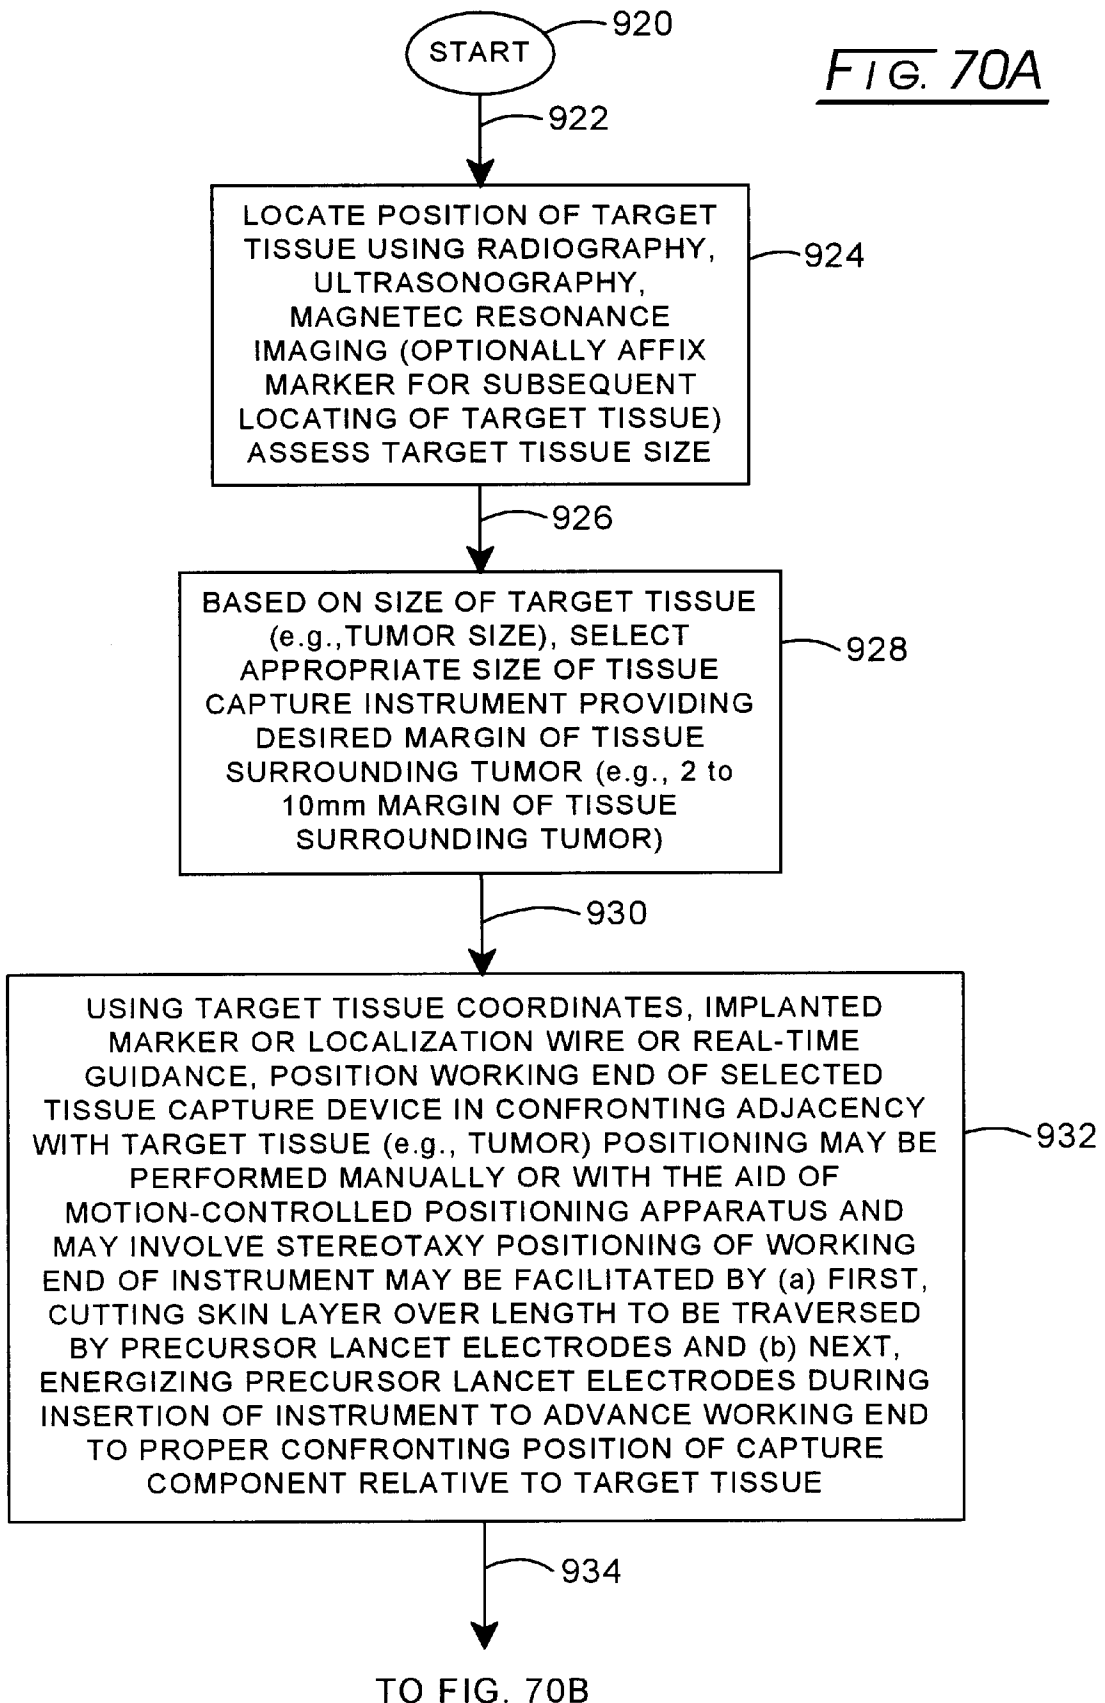 920
START
FIG. 70A
922
LOCATE POSITION OF TARGET
TISSUE USING RADIOGRAPHY,
ULTRASONOGRAPHY,
MAGNETEC RESONANCE
IMAGING (OPTIONALLY AFFIX
MARKER FOR SUBSEQUENT
LOCATING OF TARGET TISSUE)
ASSESS TARGET TISSUE SIZE
924
926
BASED ON SIZE OF TARGET TISSUE
(e.g.,TUMOR SIZE), SELECT
APPROPRIATE SIZE OF TISSUE
CAPTURE INSTRUMENT PROVIDING
DESIRED MARGIN OF TISSUE
SURROUNDING TUMOR (e.g., 2 to
10mm MARGIN OF TISSUE
SURROUNDING TUMOR)
928
930
USING TARGET TISSUE COORDINATES, IMPLANTED
MARKER OR LOCALIZATION WIRE OR REAL-TIME
GUIDANCE, POSITION WORKING END OF SELECTED
TISSUE CAPTURE DEVICE IN CONFRONTING ADJACENCY
WITH TARGET TISSUE (e.g., TUMOR) POSITIONING MAY BE
PERFORMED MANUALLY OR WITH THE AID OF
MOTION-CONTROLLED POSITIONING APPARATUS AND
MAY INVOLVE STEREOTAXY POSITIONING OF WORKING
END OF INSTRUMENT MAY BE FACILITATED BY (a) FIRST,
CUTTING SKIN LAYER OVER LENGTH TO BE TRAVERSED
BY PRECURSOR LANCET ELECTRODES AND (b) NEXT,
ENERGIZING PRECURSOR LANCET ELECTRODES DURING
INSERTION OF INSTRUMENT TO ADVANCE WORKING END
TO PROPER CONFRONTING POSITION OF CAPTURE
COMPONENT RELATIVE TO TARGET TISSUE
932
934
TO FIG. 70B